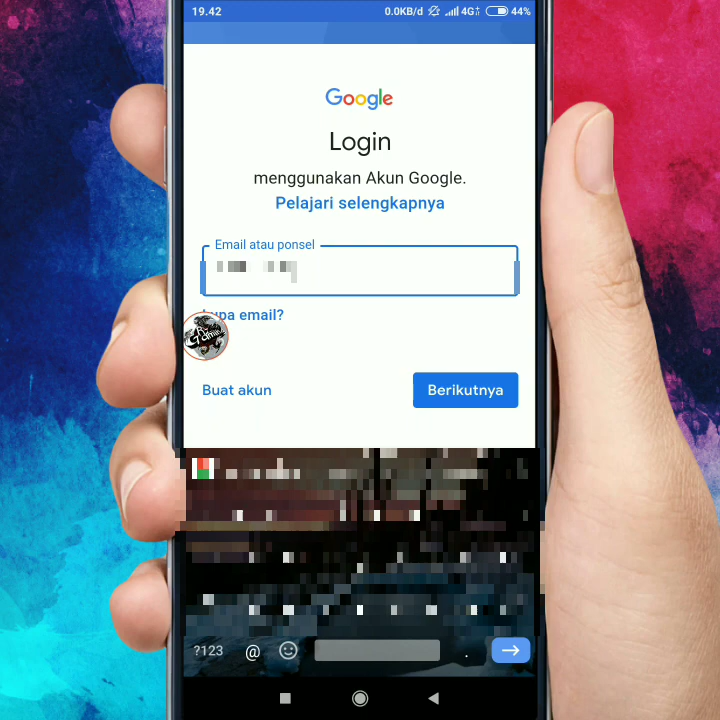 19.42
0.0KB/d 4G 44%
Google
Login
menggunakan Akun Google.
Pelajari selengkapnya
Email atau ponsel
upa email?
Buat akun
Berikutnya
?123 @ .